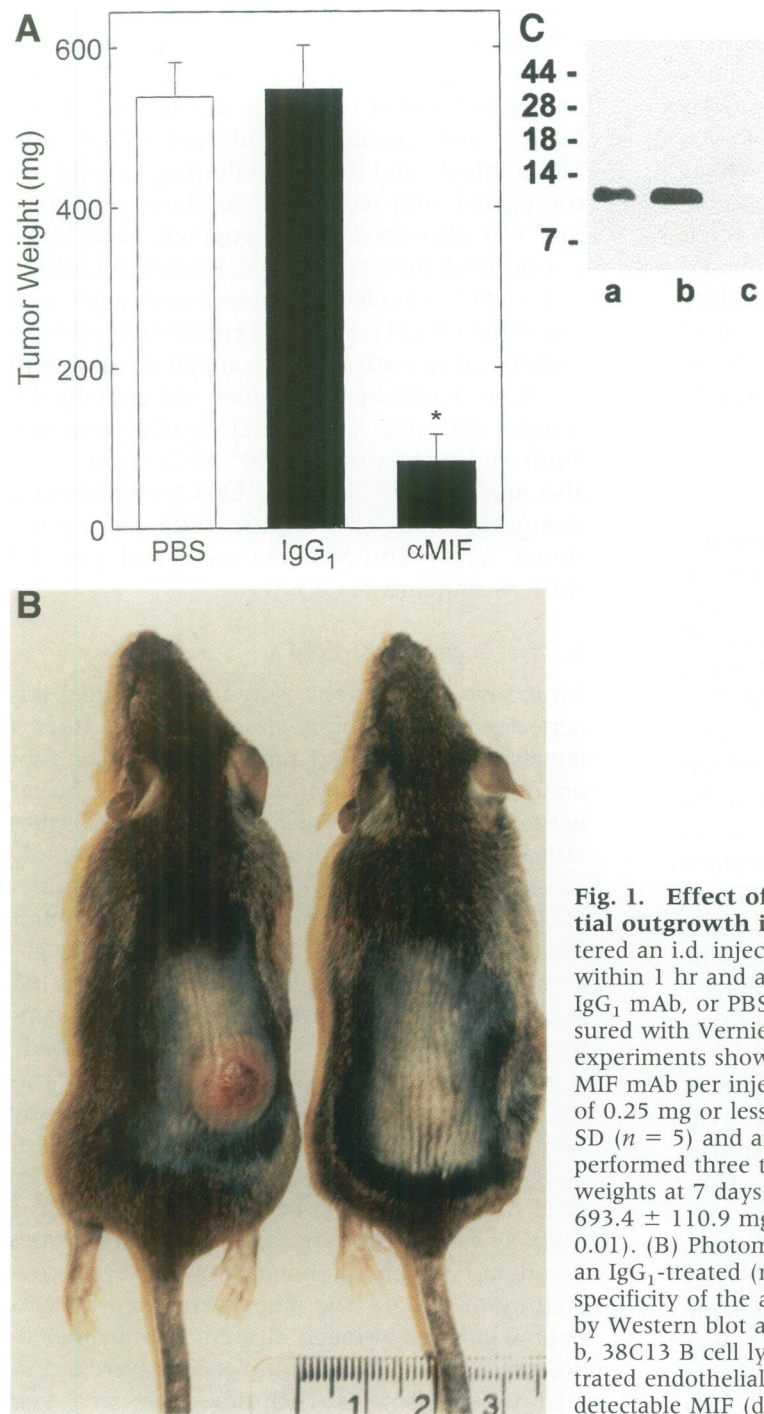 A
600
400
200
0
Tumor Weight (mg)
PBS
IgG₁
*
αMIF
C
44 -
28 -
18 -
14 -
7 -
a b c
B
1 2 3
Fig. 1. Effect of
tial outgrowth i
tered an i.d. inject
within 1 hr and a
IgG₁ mAb, or PBS
sured with Vernie
experiments show
MIF mAb per inje
of 0.25 mg or less
SD (n = 5) and a
performed three t
weights at 7 days
693.4 ± 110.9 mg
0.01). (B) Photom
an IgG₁-treated (r
specificity of the a
by Western blot a
b, 38C13 B cell ly
trated endothelial
detectable MIF (d